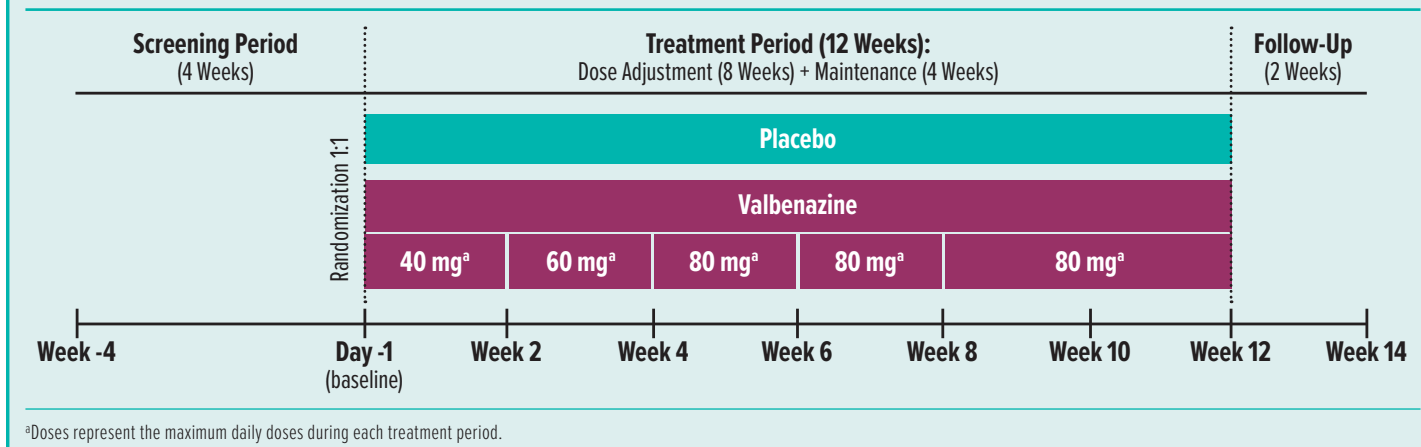 Screening Period
(4 Weeks)
Treatment Period (12 Weeks):
Dose Adjustment (8 Weeks) + Maintenance (4 Weeks)
Follow-Up
(2 Weeks)
Randomization 1:1
Placebo
Valbenazine
40 mgᵃ 60 mgᵃ 80 mgᵃ 80 mgᵃ 80 mgᵃ
Week -4 Day -1 Week 2 Week 4 Week 6 Week 8 Week 10 Week 12 Week 14
(baseline)
ᵃDoses represent the maximum daily doses during each treatment period.